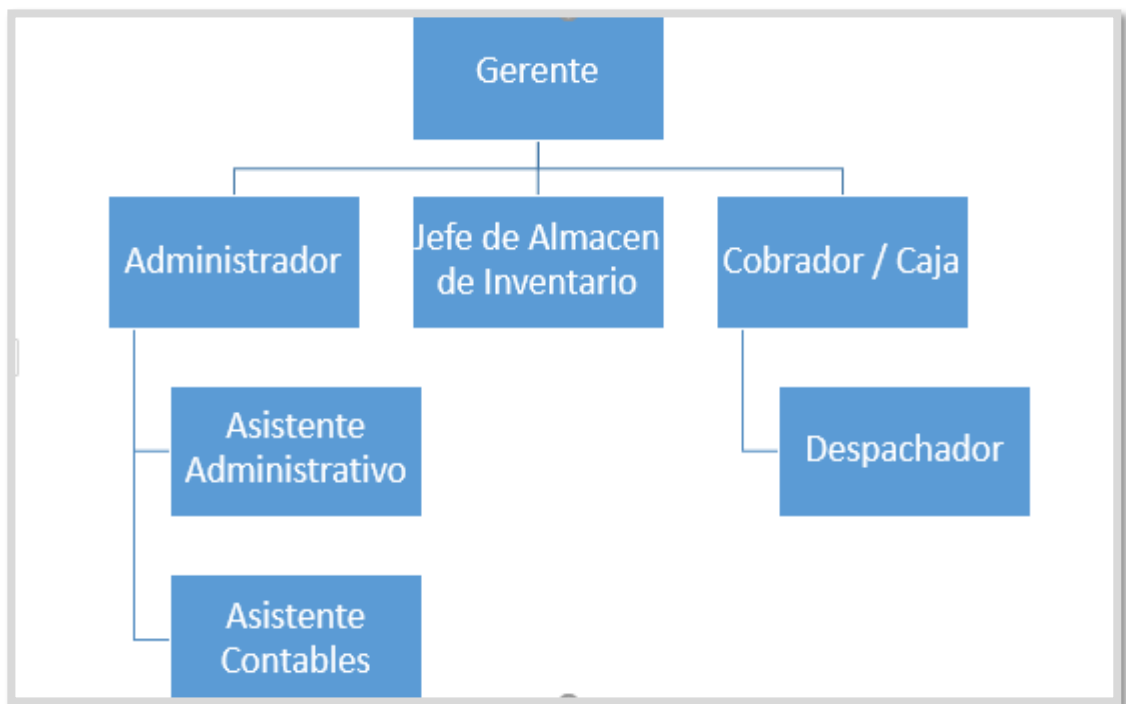 Gerente
Administrador
Jefe de Almacen
de Inventario
Cobrador / Caja
Asistente
Administrativo
Despachador
Asistente
Contables